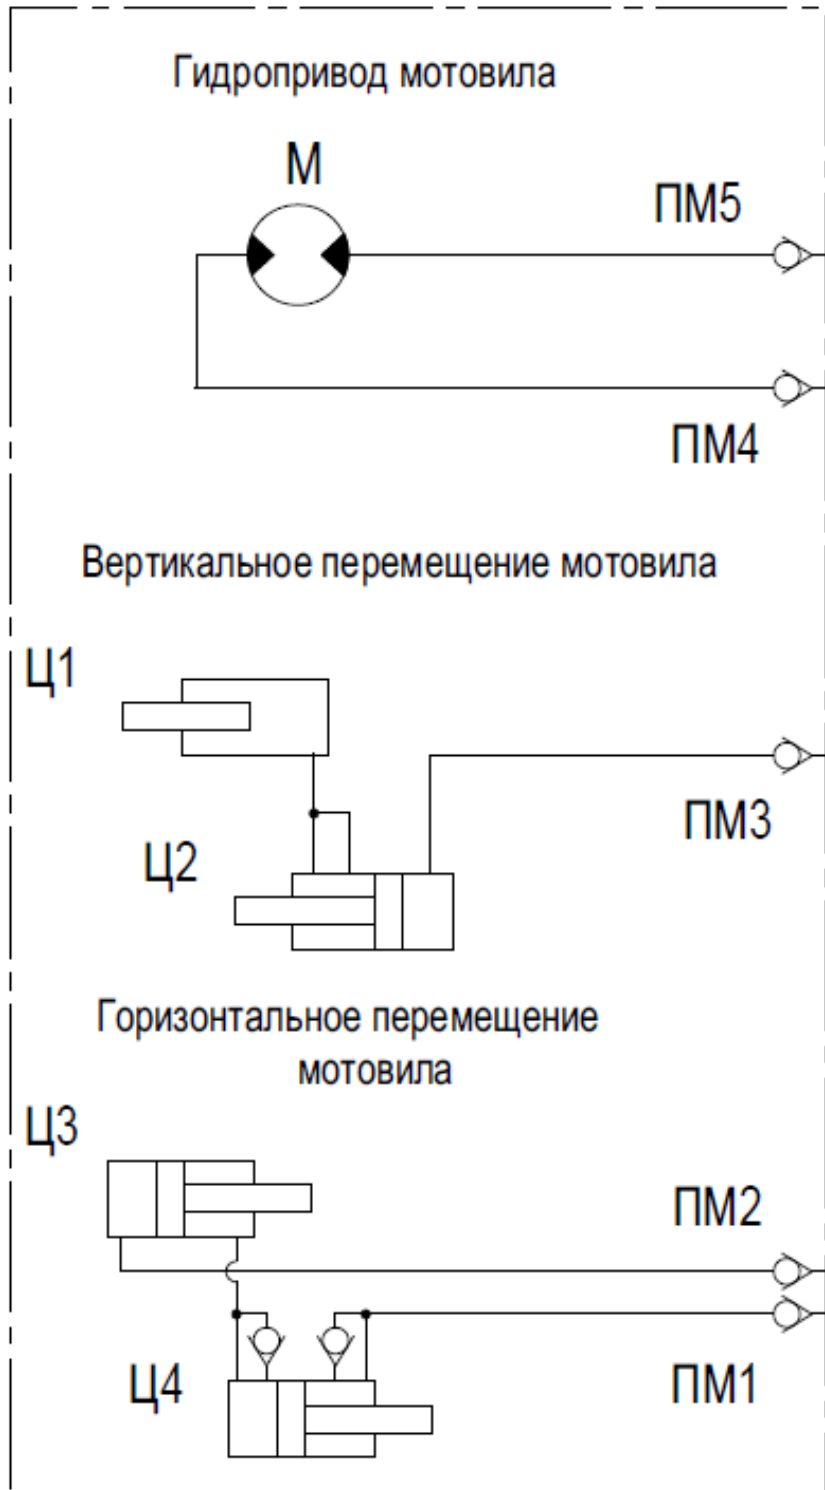 Гидропривод мотовила
М
ПМ5
ПМ4
Вертикальное перемещение мотовила
Ц1
ПМ3
Ц2
Горизонтальное перемещение
мотовила
Ц3
ПМ2
Ц4
ПМ1